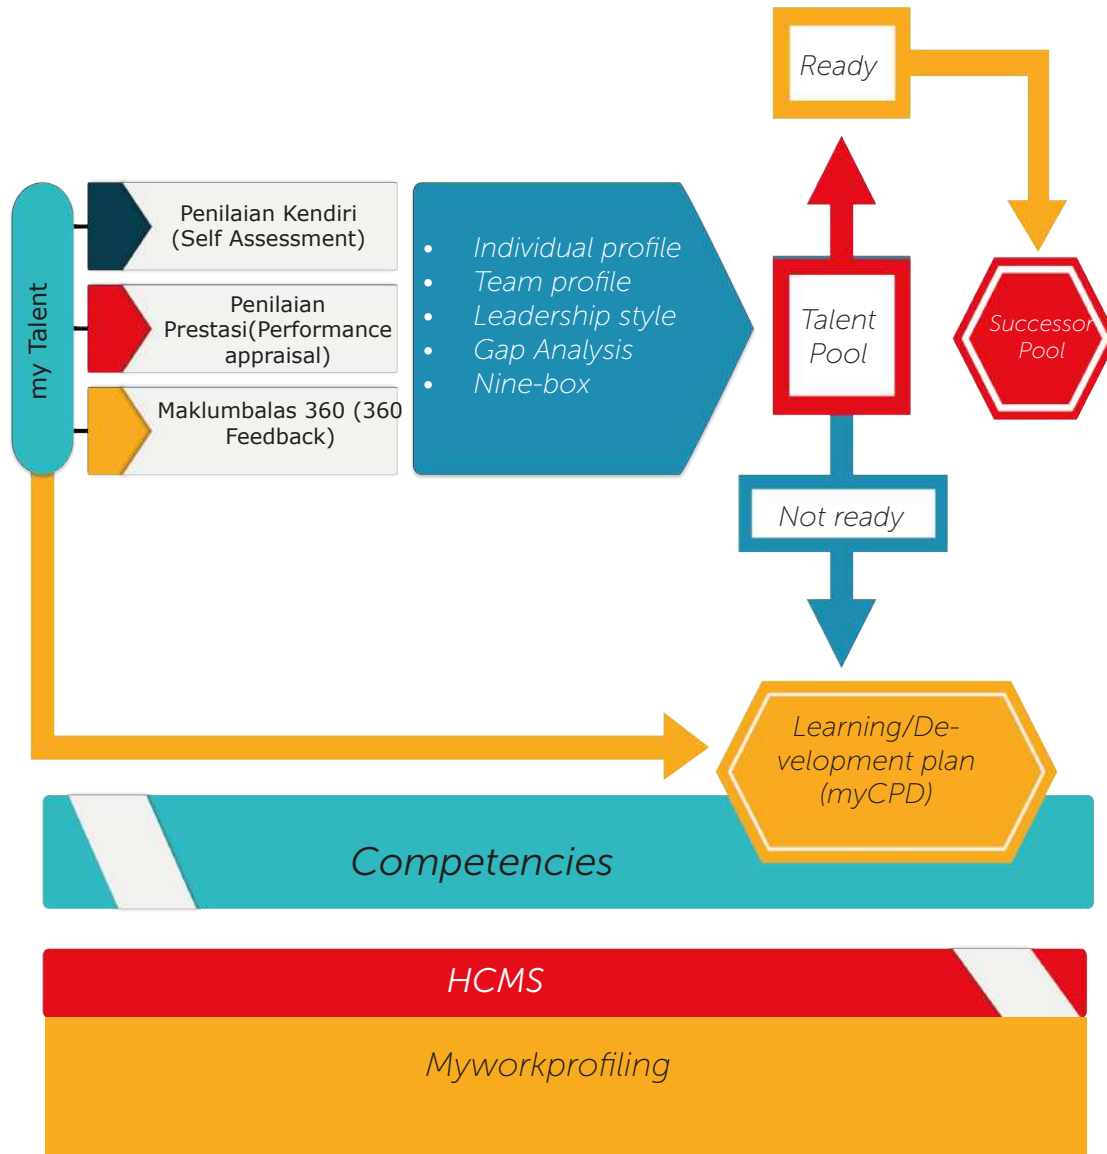 my Talent
Penilaian Kendiri
(Self Assessment)
Penilaian
Prestasi(Performance
appraisal)
Maklumbalas 360 (360
Feedback)
• Individual profile
• Team profile
• Leadership style
• Gap Analysis
• Nine-box
Ready
Talent
Pool
Successor
Pool
Not ready
Learning/De-
velopment plan
(myCPD)
Competencies
HCMS
Myworkprofiling